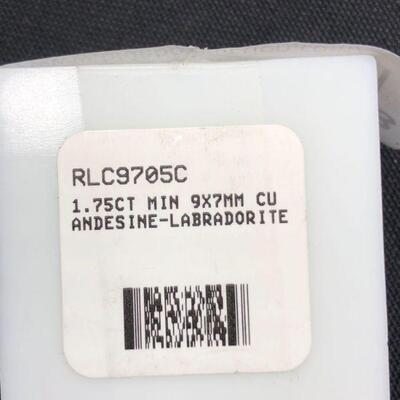 RLC9705C
1.75CT MIN 9X7MM CU
ANDESINE-LABRADORITE